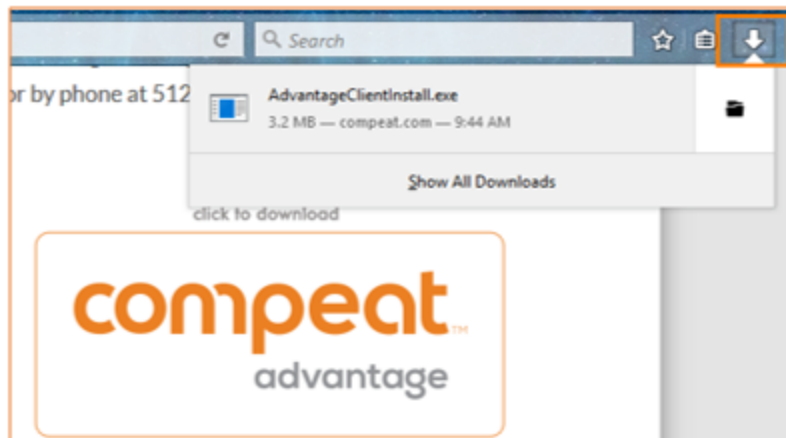 Search
or by phone at 512
AdvantageClientInstall.exe
3.2 MB — compeat.com — 9:44 AM
Show All Downloads
click to download
compeat™
advantage